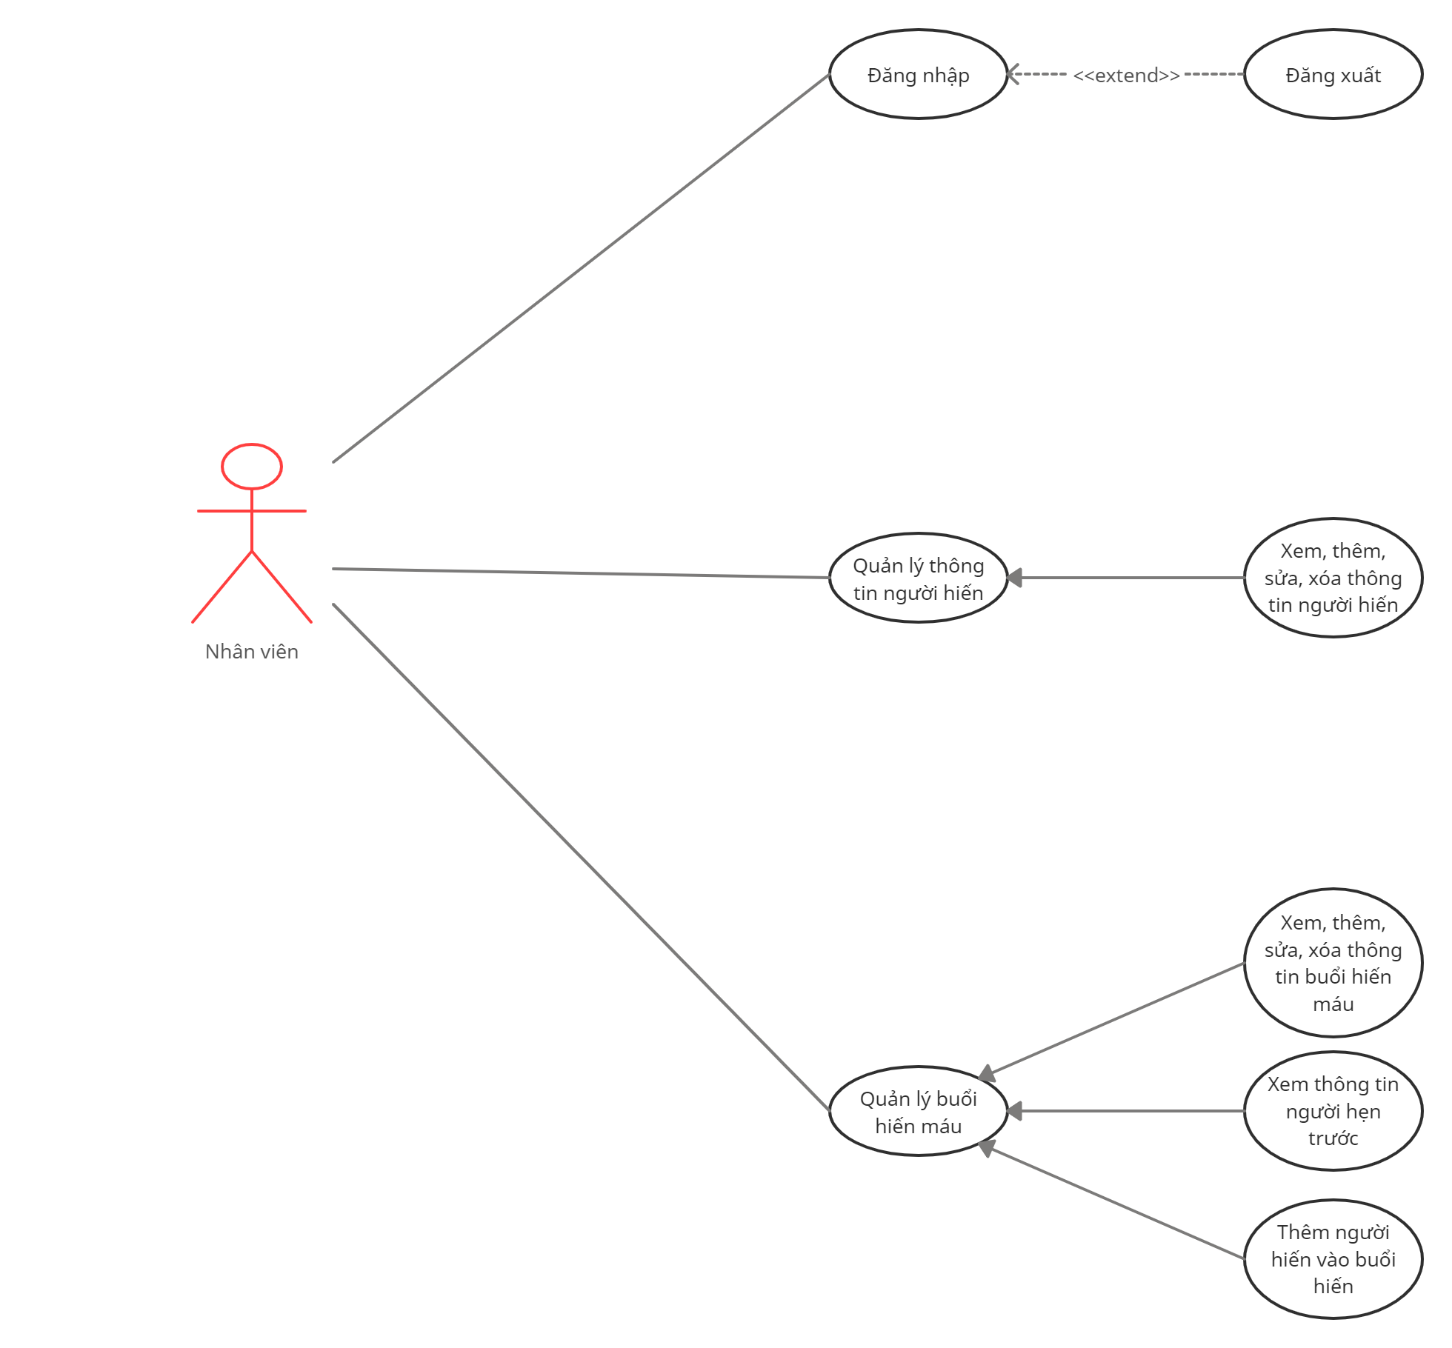 Đăng nhập
<<extend>>
Đăng xuất
Nhân viên
Quản lý thông
tin người hiến
Xem, thêm,
sửa, xóa thông
tin người hiến
Xem, thêm,
sửa, xóa thông
tin buổi hiến
máu
Quản lý buổi
hiến máu
Xem thông tin
người hẹn
trước
Thêm người
hiến vào buổi
hiến